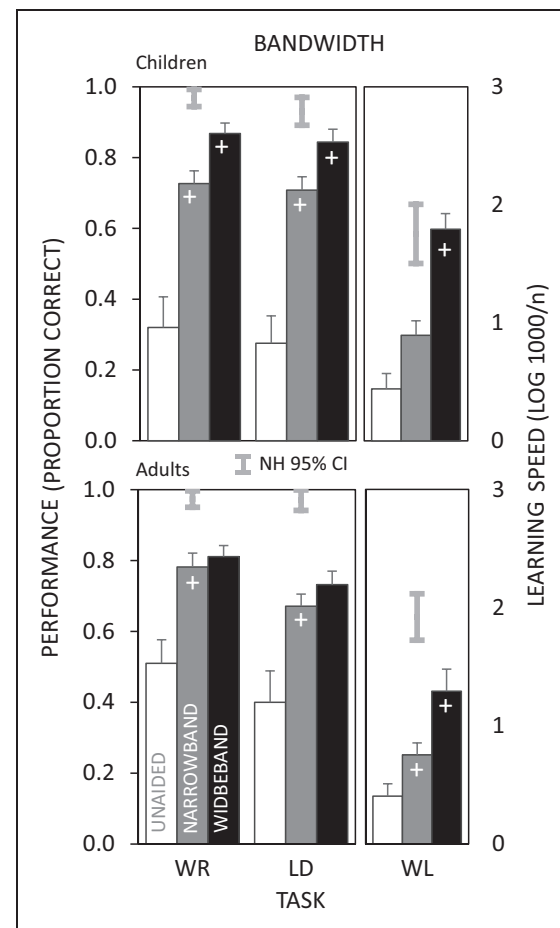 BANDWIDTH
Children
1.0
0.8
0.6
0.4
0.2
0.0
3
2
1
0
+
+
+
+
+
NH 95% CI
Adults
1.0
0.8
0.6
0.4
0.2
0.0
3
2
1
0
+
+
+
+
UNAIDED
NARROWBAND
WIDBEBAND
WR
LD
WL
TASK
PERFORMANCE (PROPORTION CORRECT)
LEARNING SPEED (LOG 1000/n)